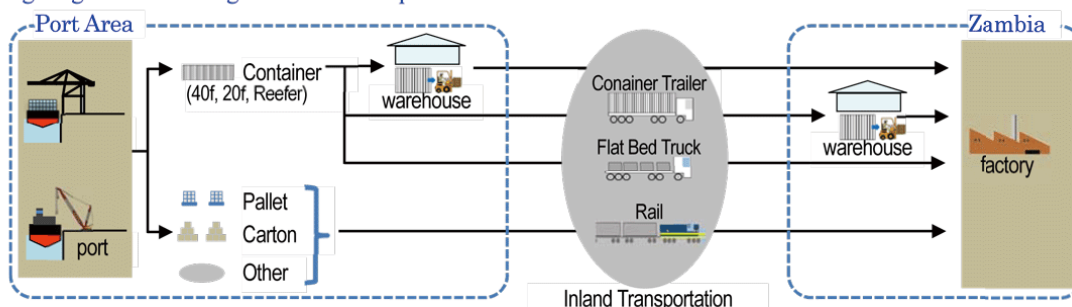 Port Area
Zambia
Container
(40f, 20f, Reefer)
warehouse
Conainer Trailer
Flat Bed Truck
warehouse
factory
Pallet
Rail
Carton
port
Other
Inland Transportation